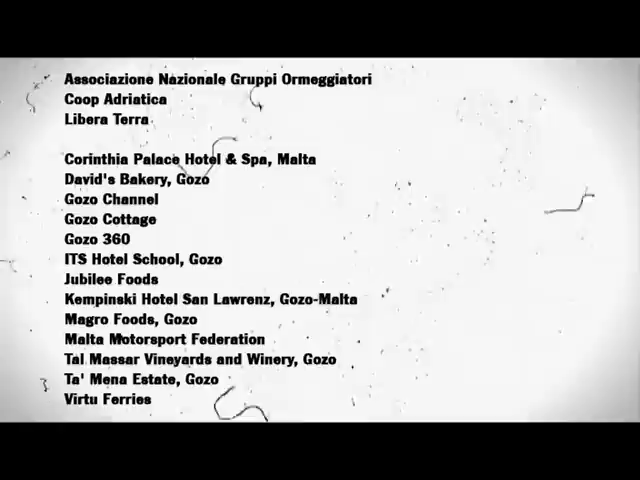 Associazione Nazionale Gruppi Ormeggiatori
Coop Adriatica
Libera Terra
Corinthia Palace Hotel & Spa, Malta
David's Bakery, Gozo
Gozo Channel
Gozo Cottage
Gozo 360
ITS Hotel School, Gozo
Jubilee Foods
Kempinski Hotel San Lawrenz, Gozo-Malta
Magro Foods, Gozo
Malta Motorsport Federation
Tal Massar Vineyards and Winery, Gozo
Ta' Mena Estate, Gozo
Virtu Ferries